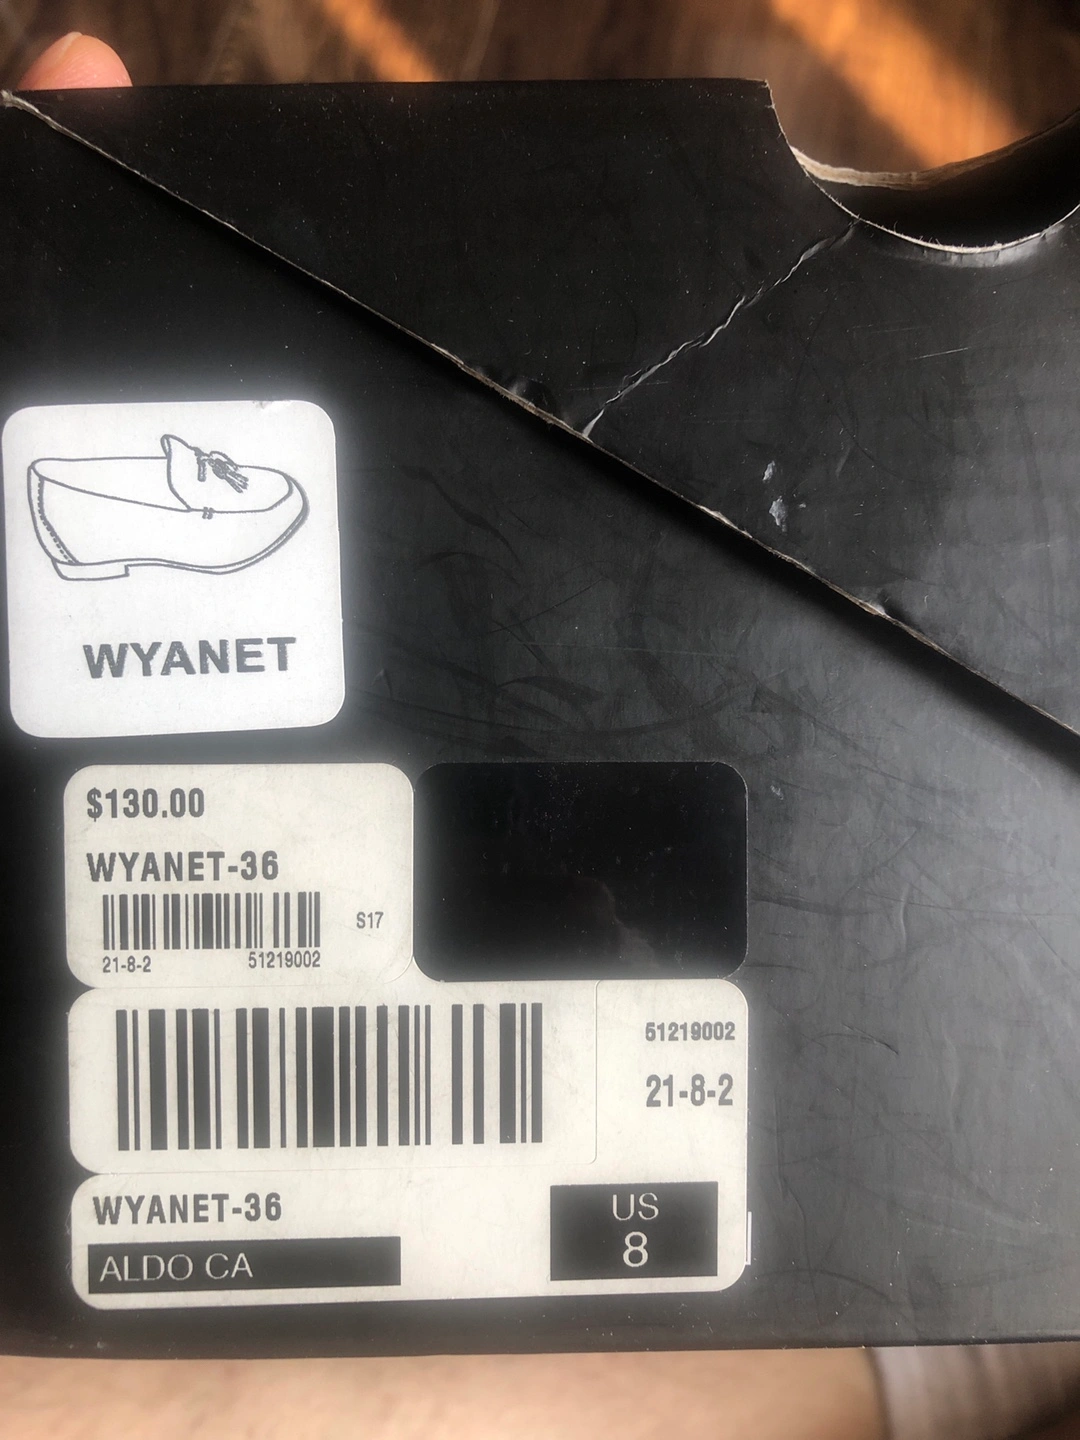 WYANET
$130.00
WYANET-36
S17
21-8-2 51219002
51219002
21-8-2
WYANET-36
ALDO CA
US
8